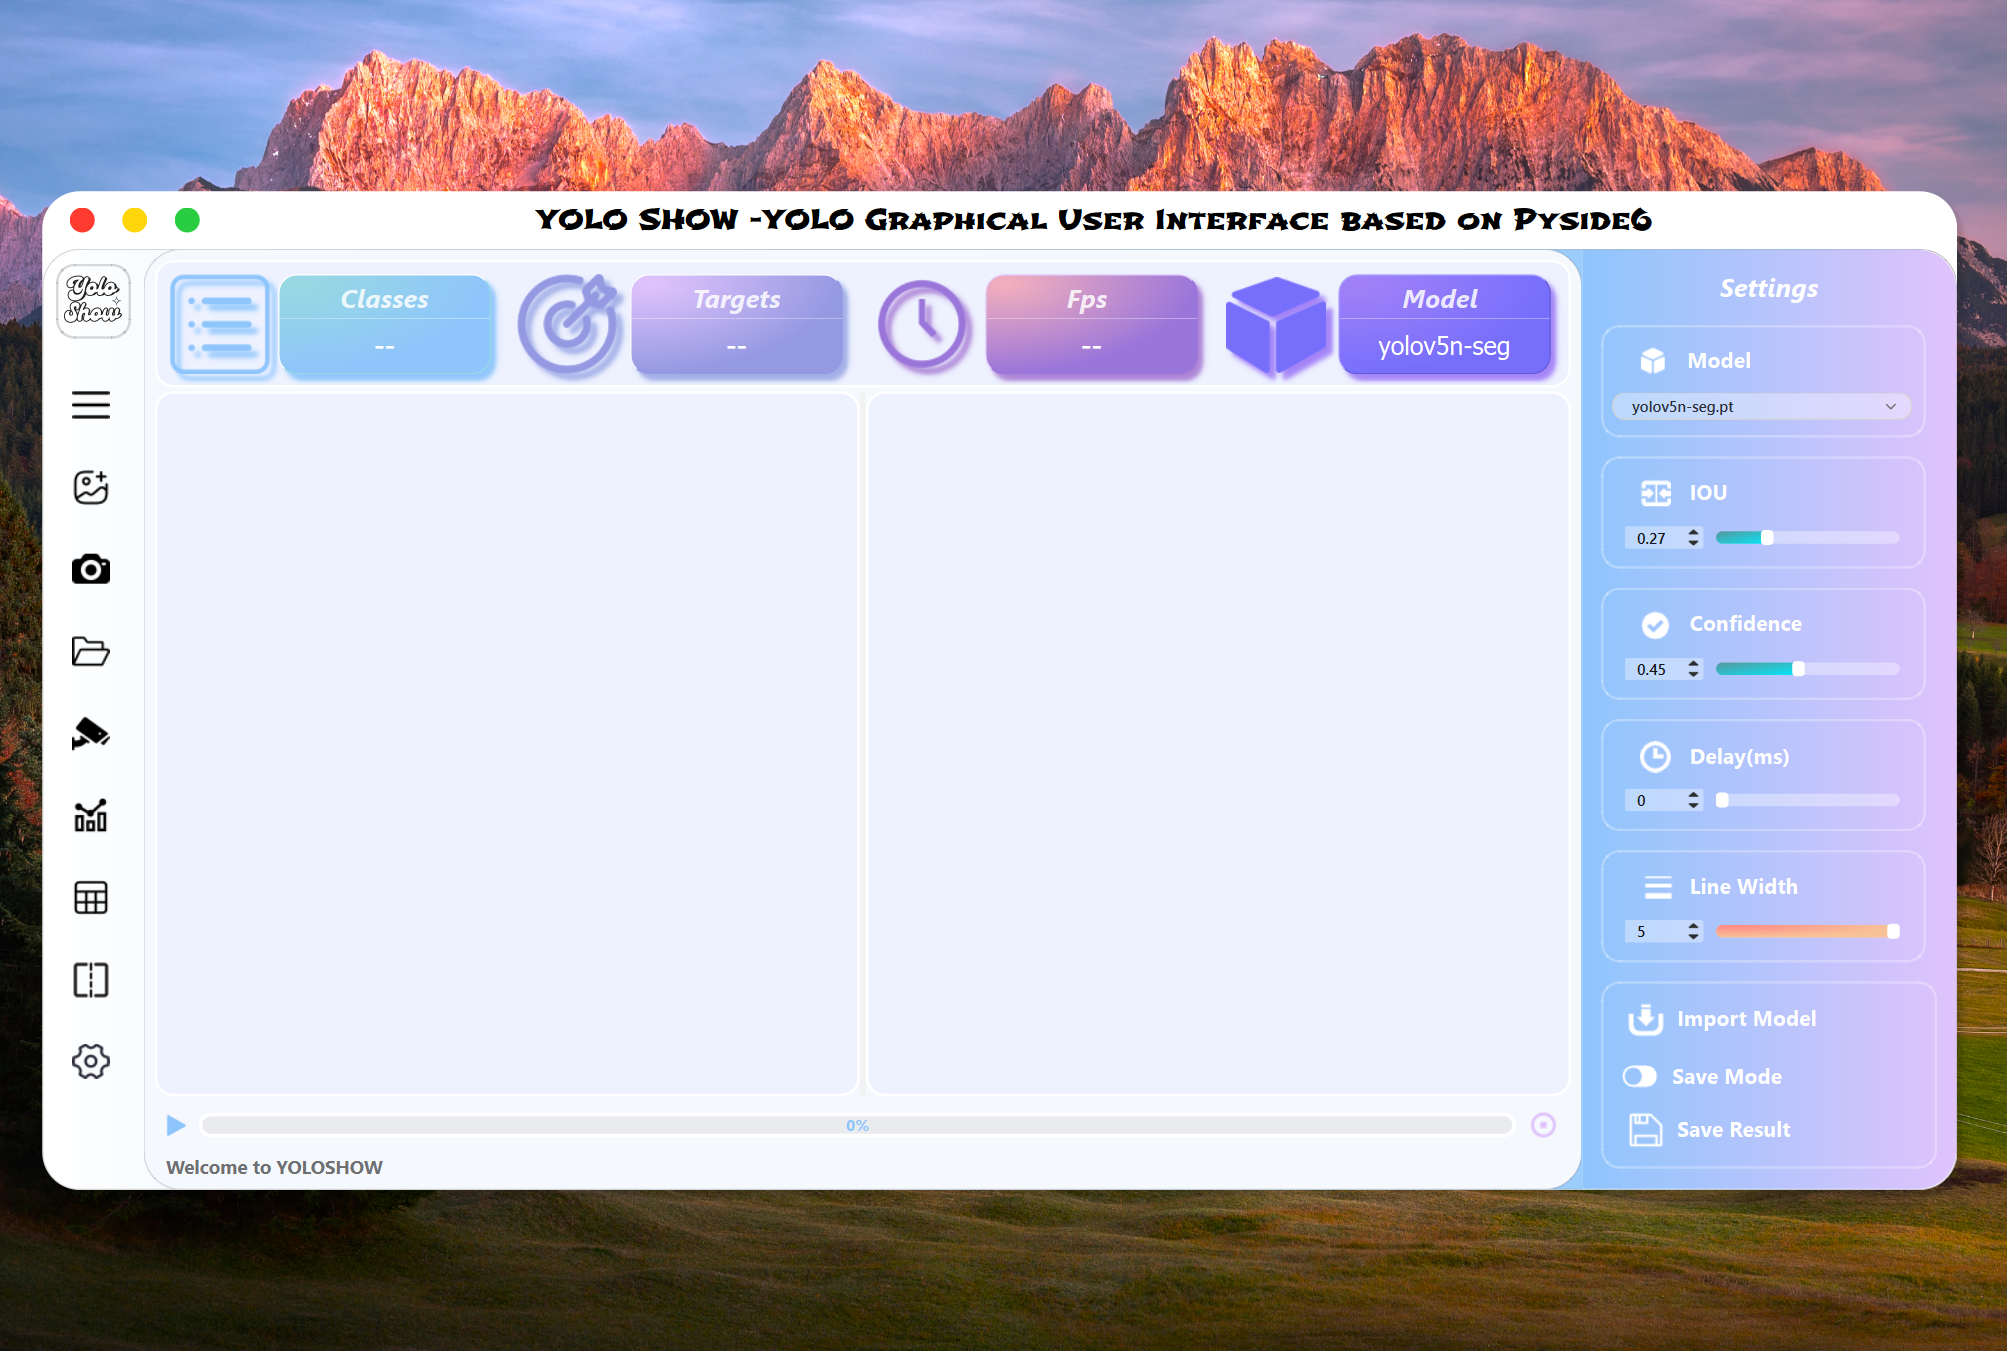 YOLO Show -YOLO Graphical User Interface based on Pyside6
Yolo
Show
Classes
--
Targets
--
Fps
--
Model
yolov5n-seg
Settings
Model
yolov5n-seg.pt
IOU
0.27
Confidence
0.45
Delay(ms)
0
Line Width
5
Import Model
Save Mode
Save Result
0%
Welcome to YOLOSHOW